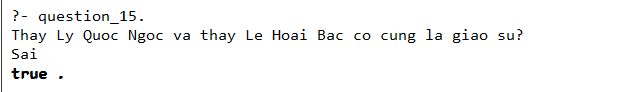 ?- question_15.
Thay Ly Quoc Ngoc va thay Le Hoai Bac co cung la giao su?
Sai
true .